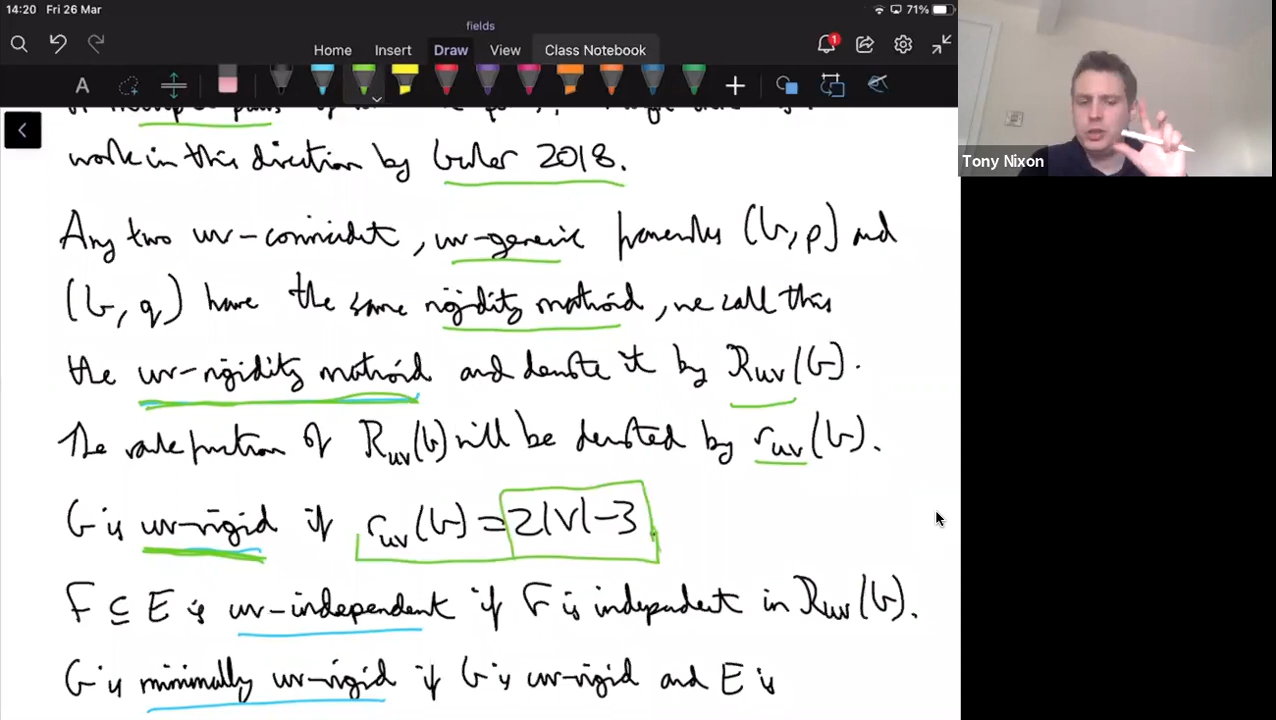 14:20 Fri 26 Mar
71%
fields
Home Insert Draw View Class Notebook
1
A
Tony Nixon
work in this direction by Guler 2018.
Any two uv-coincident, uv-generic frameworks (G, p) and
(G, q) have the same rigidity matroid, we call this
the uv-rigidity matroid and denote it by Ruv(G).
The rank function of Ruv(G) will be denoted by ruv(G).
G is uv-rigid if ruv(G) = 2|V|-3.
F ⊆ E is uv-independent if F is independent in Ruv(G).
G is minimally uv-rigid if G is uv-rigid and E is